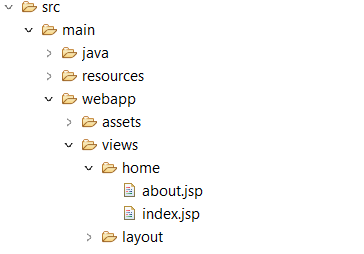 src
main
java
resources
webapp
assets
views
home
about.jsp
index.jsp
layout